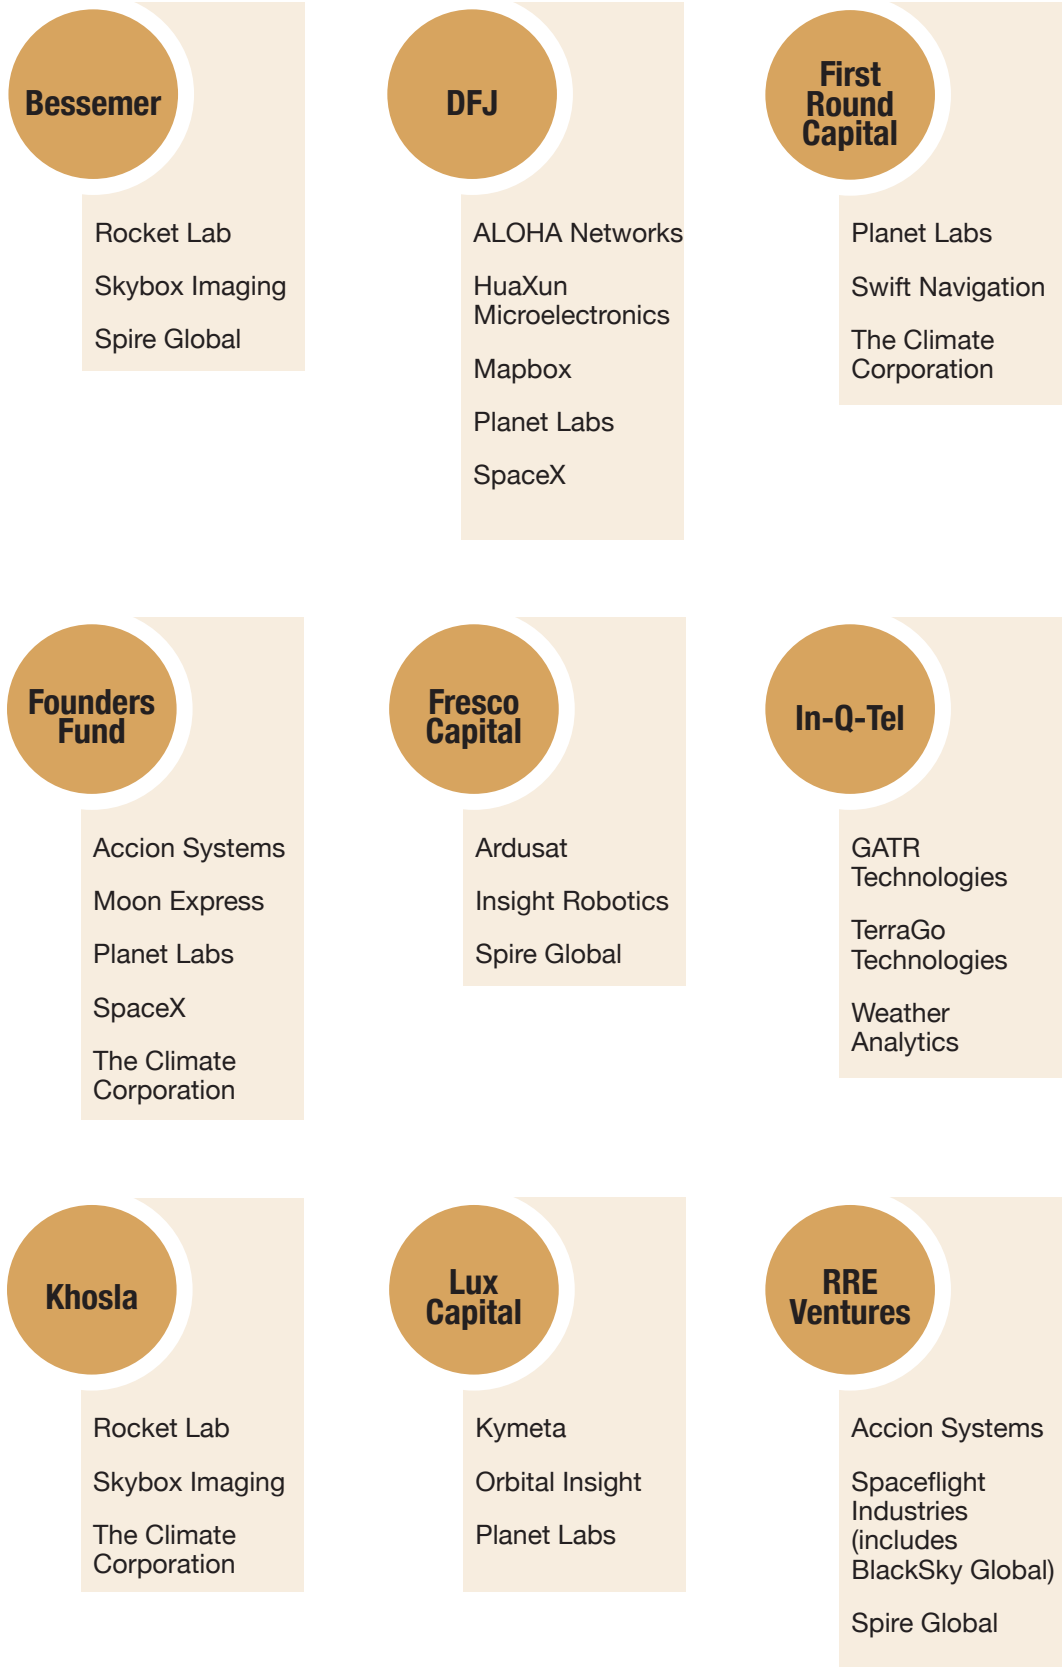 Bessemer
Rocket Lab
Skybox Imaging
Spire Global
DFJ
ALOHA Networks
HuaXun
Microelectronics
Mapbox
Planet Labs
SpaceX
First
Round
Capital
Planet Labs
Swift Navigation
The Climate
Corporation
Founders
Fund
Accion Systems
Moon Express
Planet Labs
SpaceX
The Climate
Corporation
Fresco
Capital
Ardusat
Insight Robotics
Spire Global
In-Q-Tel
GATR
Technologies
TerraGo
Technologies
Weather
Analytics
Khosla
Rocket Lab
Skybox Imaging
The Climate
Corporation
Lux
Capital
Kymeta
Orbital Insight
Planet Labs
RRE
Ventures
Accion Systems
Spaceflight
Industries
(includes
BlackSky Global)
Spire Global